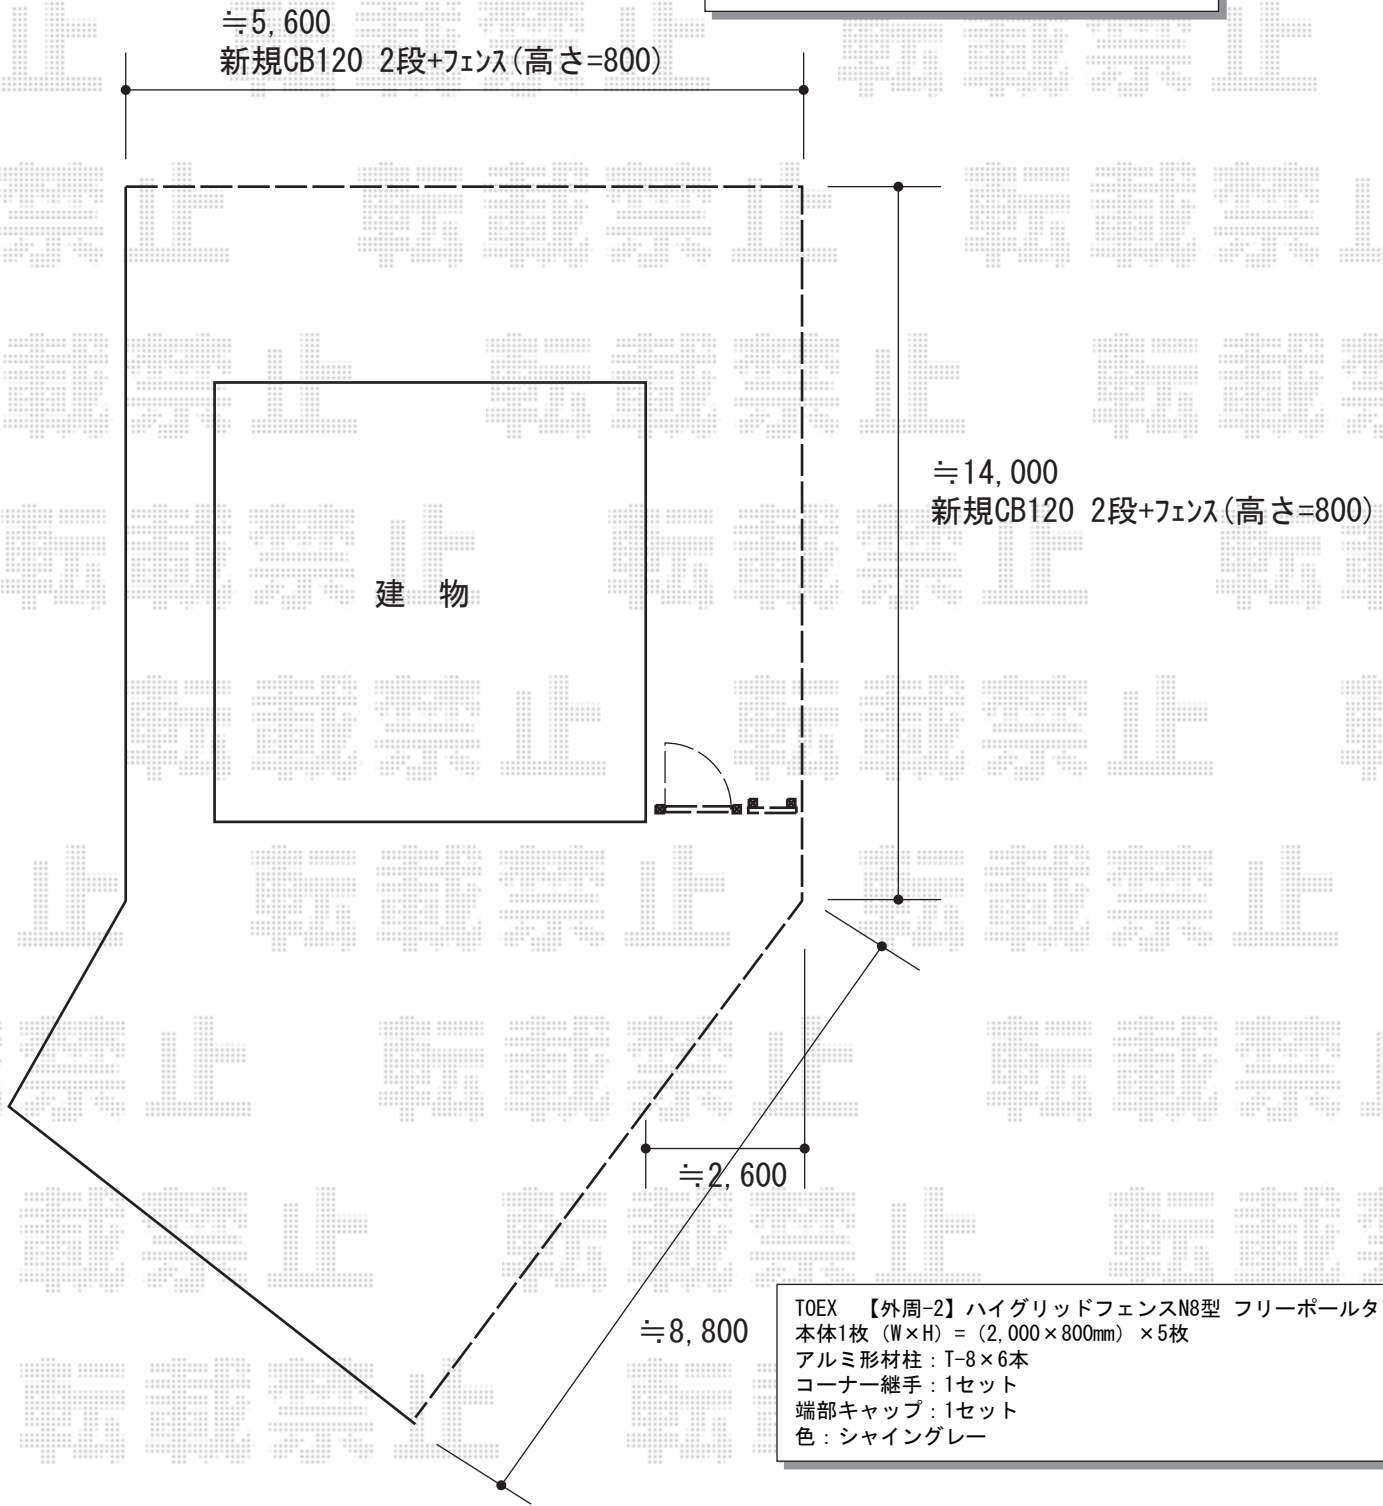 ≒5,600
新規CB120 2段+フェンス(高さ=800)
≒14,000
新規CB120 2段+フェンス(高さ=800)
建 物
≒2,600
≒8,800
TOEX 【外周-2】ハイグリッドフェンスN8型 フリーポールタ
本体1枚 (W×H) = (2,000×800mm) ×5枚
アルミ形材柱：T-8×6本
コーナー継手：1セット
端部キャップ：1セット
色：シャイングレー
転載禁止